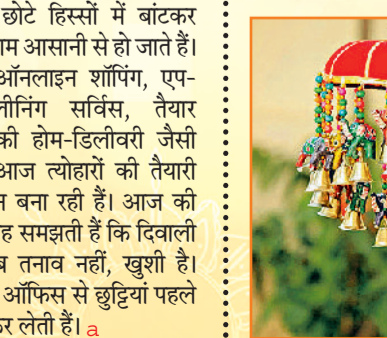 छोटे हिस्सों में बांटकर
आसानी से हो जाते हैं।
ऑनलाइन शॉपिंग, एप-
सर्विस, तैयार
की होम-डिलीवरी जैसी
आज त्योहारों की तैयारी
बना रही हैं। आज की
समझती हैं कि दिवाली
तनाव नहीं, खुशी है।
ऑफिस से छुट्टियां पहले
लेती हैं। a